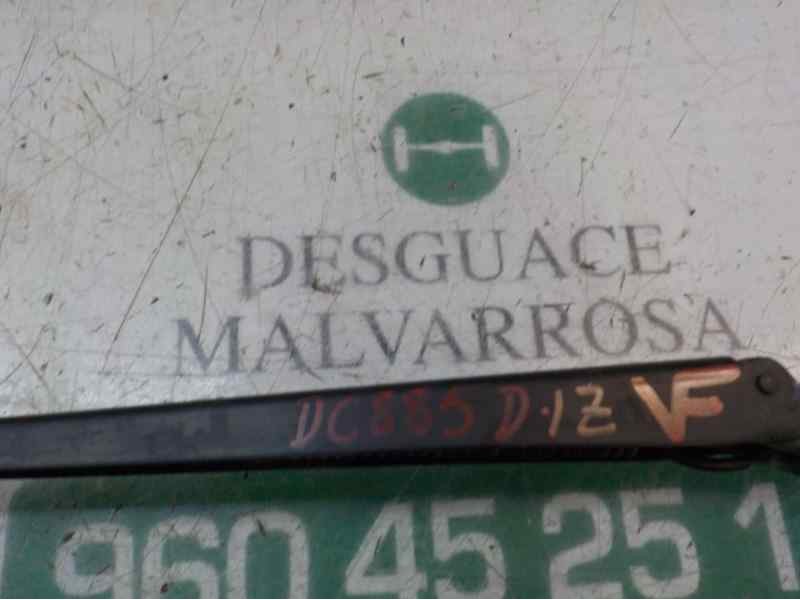 DESGUACE
MALVARROSA
DC885 D.IZ VF
960 45 25 1